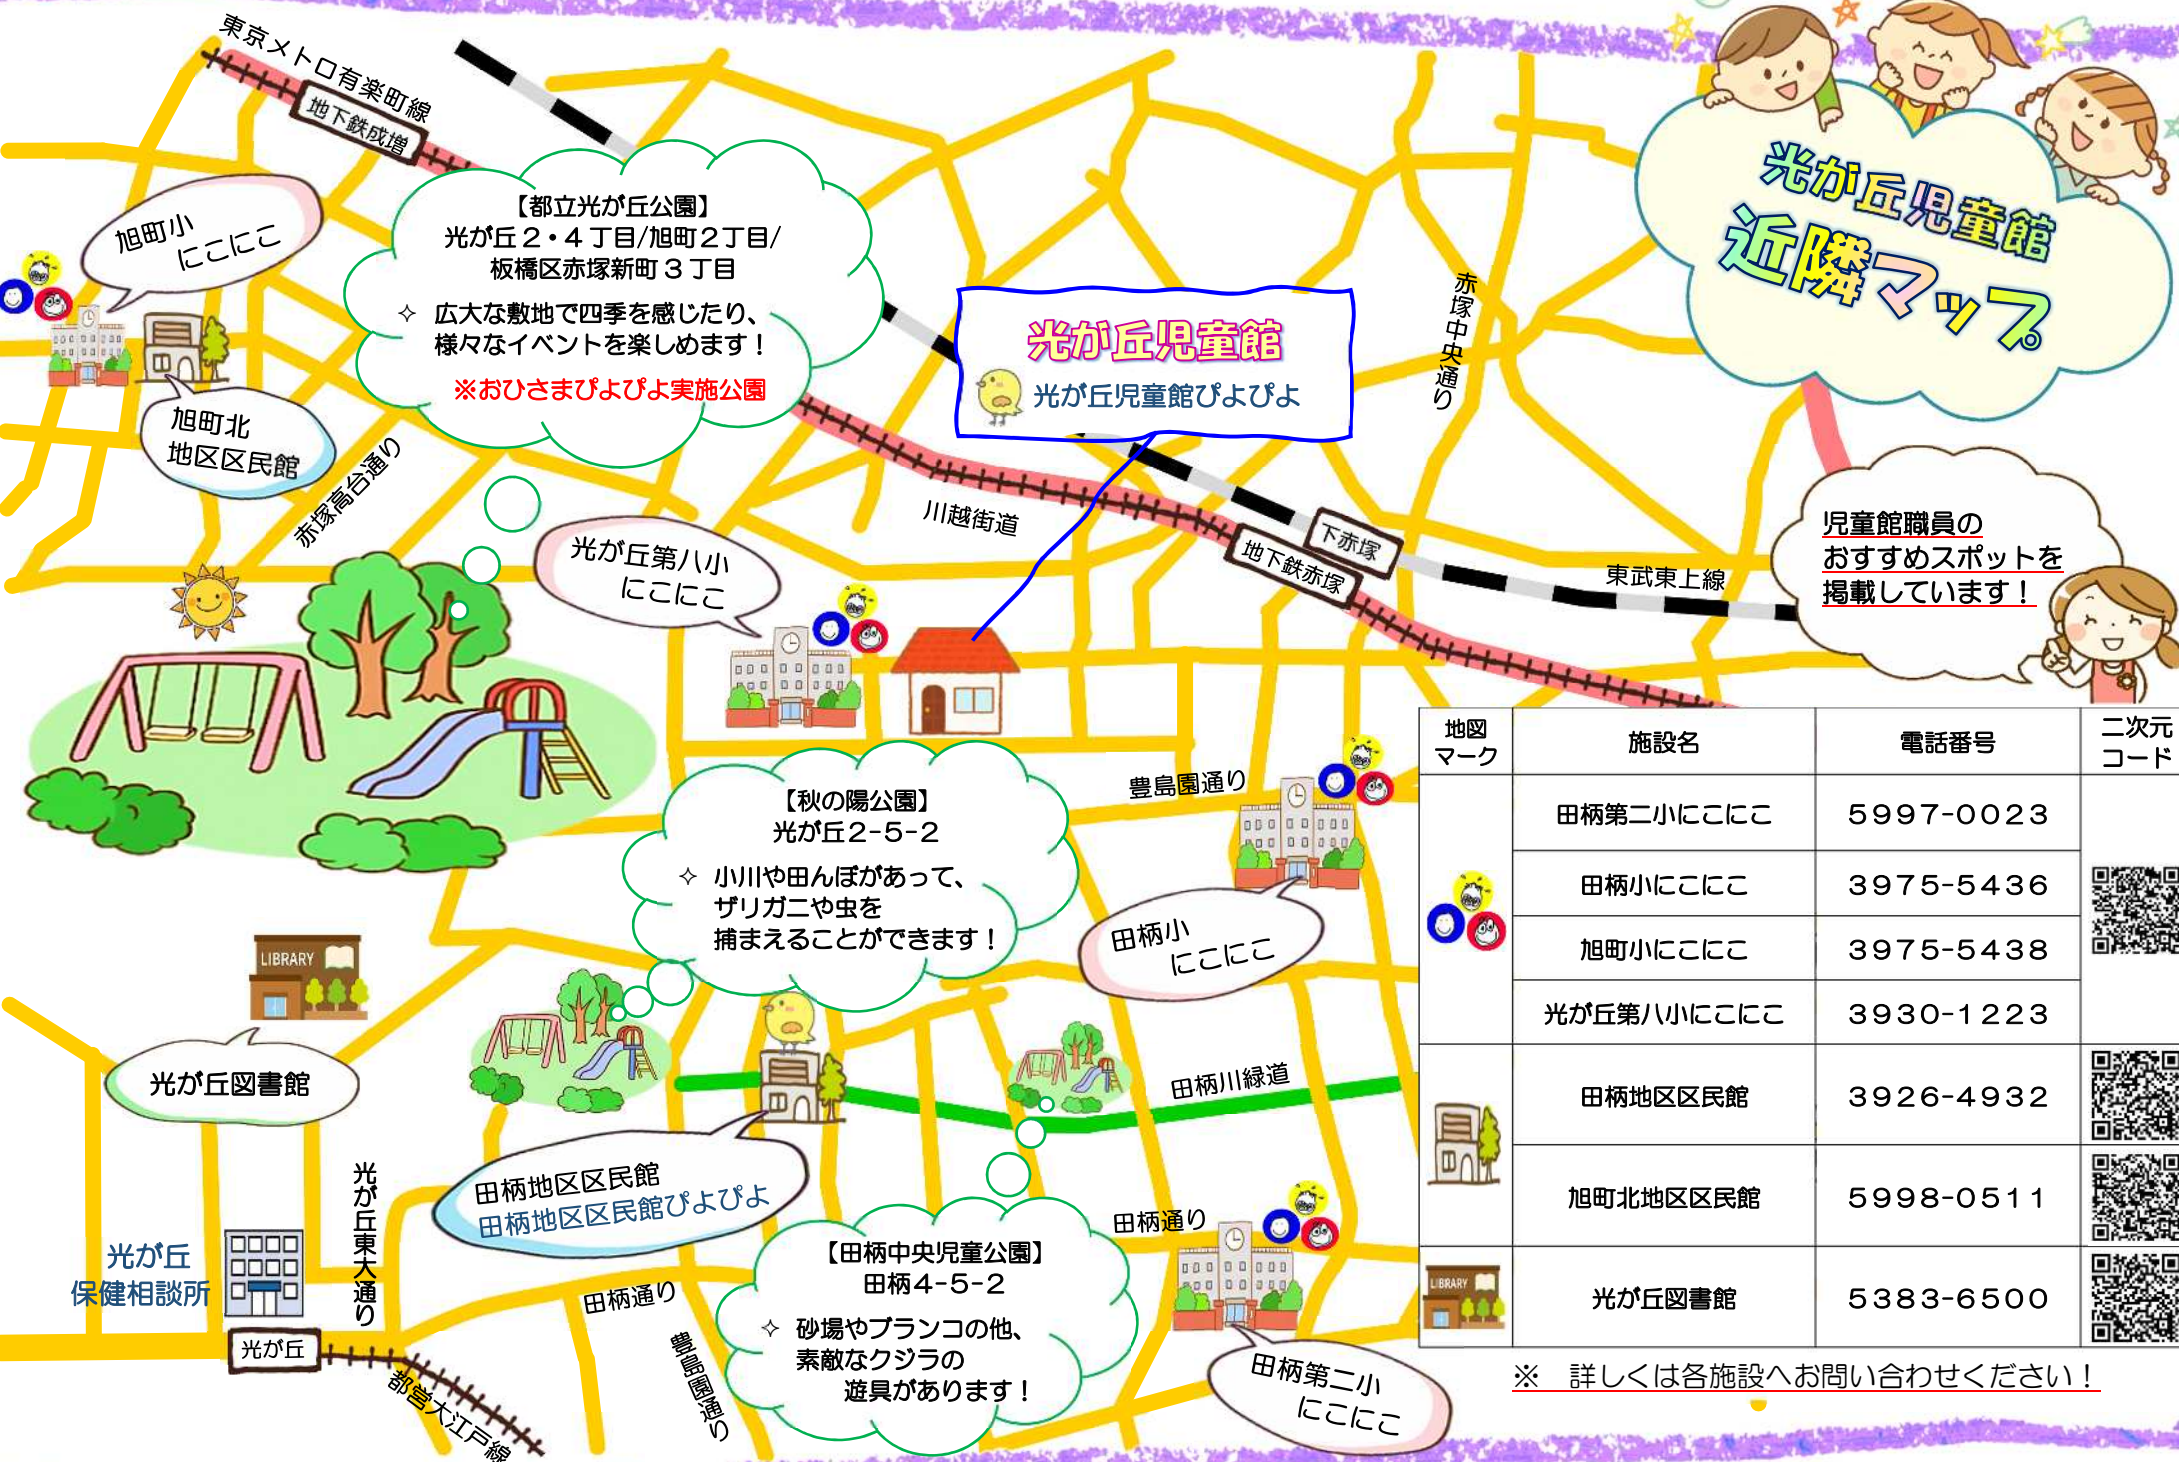 光が丘児童館
近隣マップ
東京メトロ有楽町線
地下鉄成増
【都立光が丘公園】
光が丘2・4丁目/旭町2丁目/
板橋区赤塚新町3丁目
✧ 広大な敷地で四季を感じたり、
様々なイベントを楽しめます！
※おひさまぴよぴよ実施公園
旭町小
にこにこ
旭町北
地区区民館
赤塚高台通り
光が丘児童館
光が丘児童館ぴよぴよ
赤塚中央通り
川越街道
下赤塚
地下鉄赤塚
東武東上線
児童館職員の
おすすめスポットを
掲載しています！
光が丘第八小
にこにこ
【秋の陽公園】
光が丘2-5-2
✧ 小川や田んぼがあって、
ザリガニや虫を
捕まえることができます！
豊島園通り
田柄小
にこにこ
LIBRARY
光が丘図書館
田柄川緑道
田柄地区区民館
田柄地区区民館ぴよぴよ
光が丘東大通り
光が丘
保健相談所
光が丘
都営大江戸線
田柄通り
豊島園通り
【田柄中央児童公園】
田柄4-5-2
✧ 砂場やブランコの他、
素敵なクジラの
遊具があります！
田柄通り
田柄第二小
にこにこ
地図マーク 施設名 電話番号 二次元コード
田柄第二小にこにこ 5997-0023
田柄小にこにこ 3975-5436
旭町小にこにこ 3975-5438
光が丘第八小にこにこ 3930-1223
田柄地区区民館 3926-4932
旭町北地区区民館 5998-0511
LIBRARY 光が丘図書館 5383-6500
※ 詳しくは各施設へお問い合わせください！